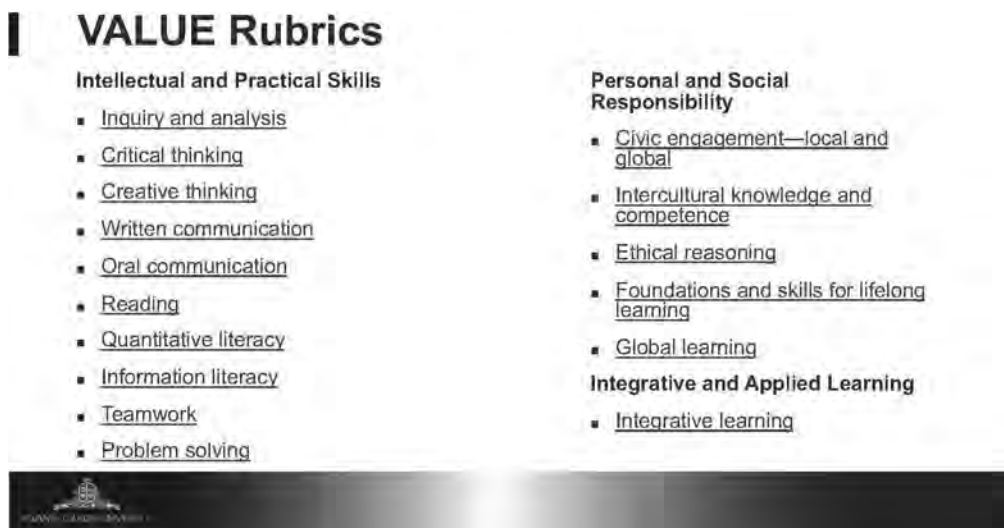 VALUE Rubrics
Intellectual and Practical Skills
▪ Inquiry and analysis
▪ Critical thinking
▪ Creative thinking
▪ Written communication
▪ Oral communication
▪ Reading
▪ Quantitative literacy
▪ Information literacy
▪ Teamwork
▪ Problem solving
Personal and Social
Responsibility
▪ Civic engagement—local and
global
▪ Intercultural knowledge and
competence
▪ Ethical reasoning
▪ Foundations and skills for lifelong
learning
▪ Global learning
Integrative and Applied Learning
▪ Integrative learning